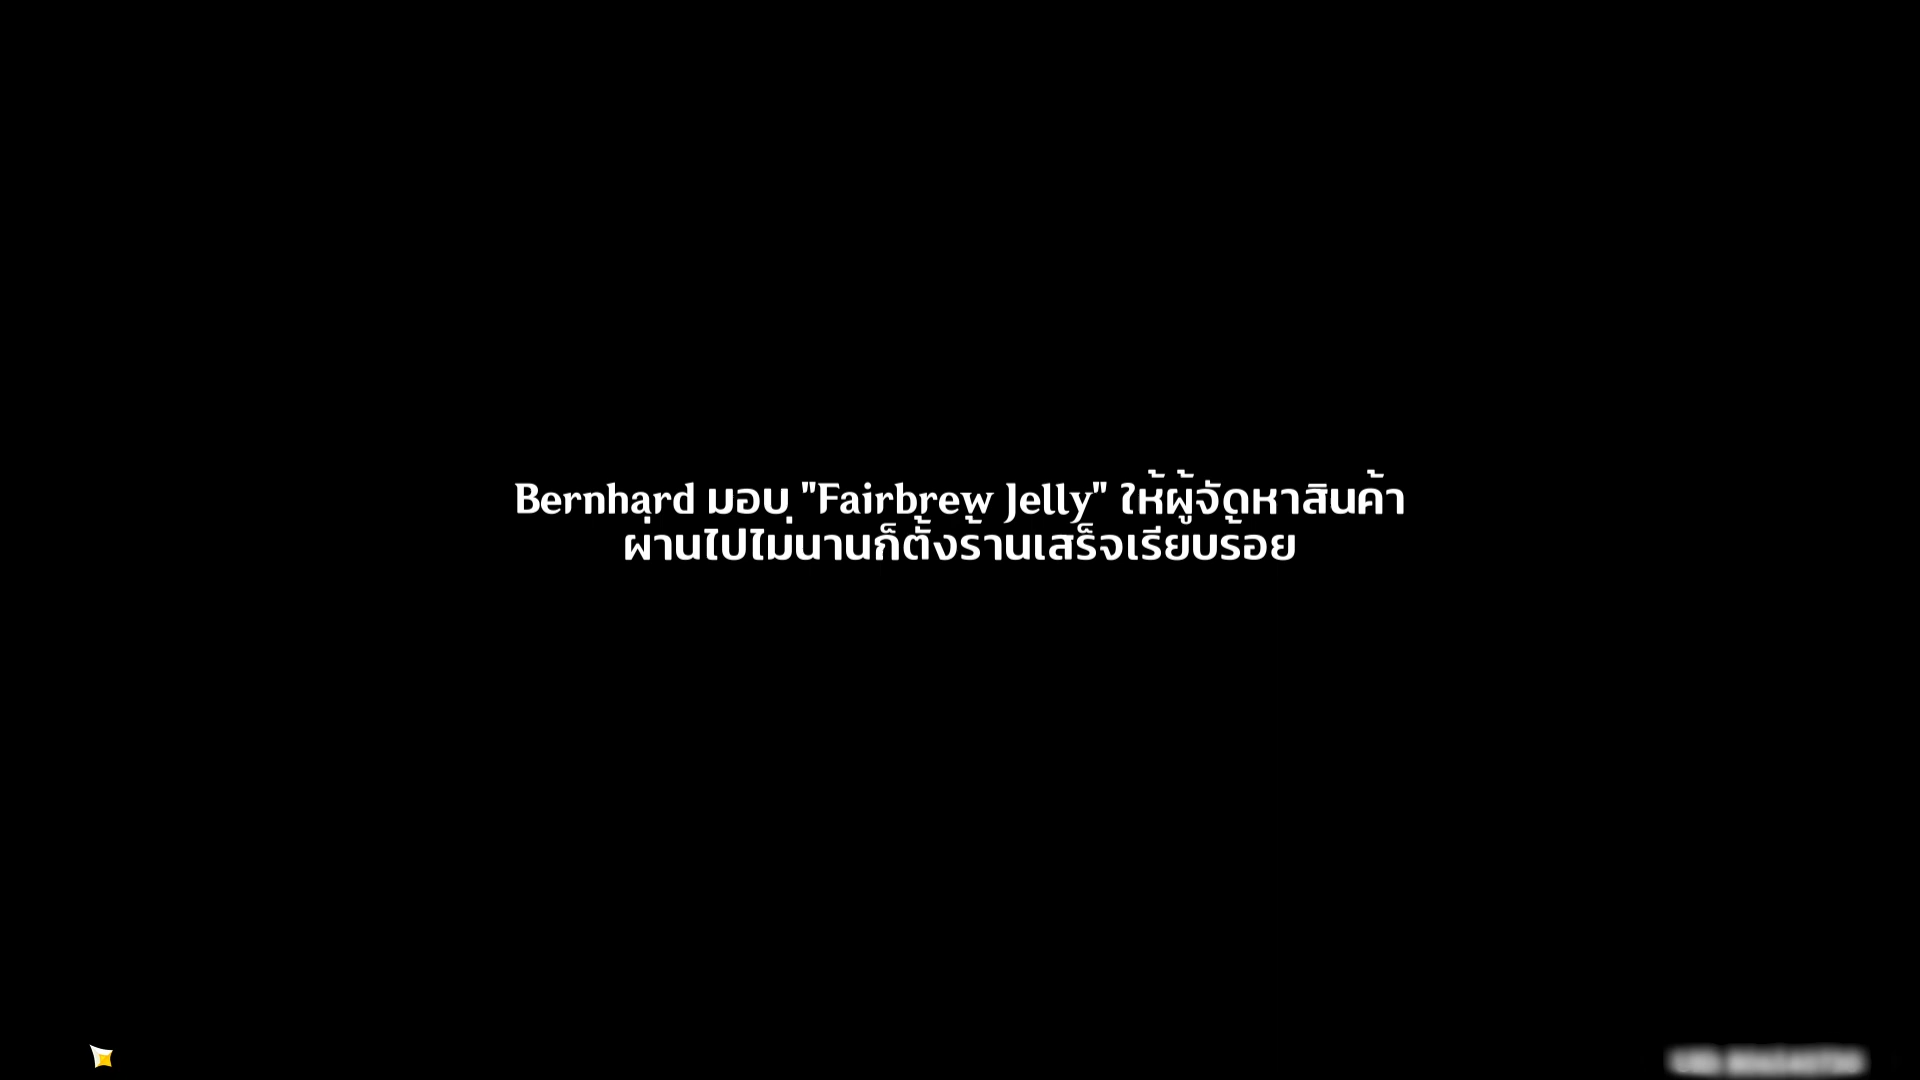 Bernhard มอบ "Fairbrew Jelly" ให้ผู้จัดหาสินค้า
ผ่านไปไม่นานก็ตั้งร้านเสร็จเรียบร้อย